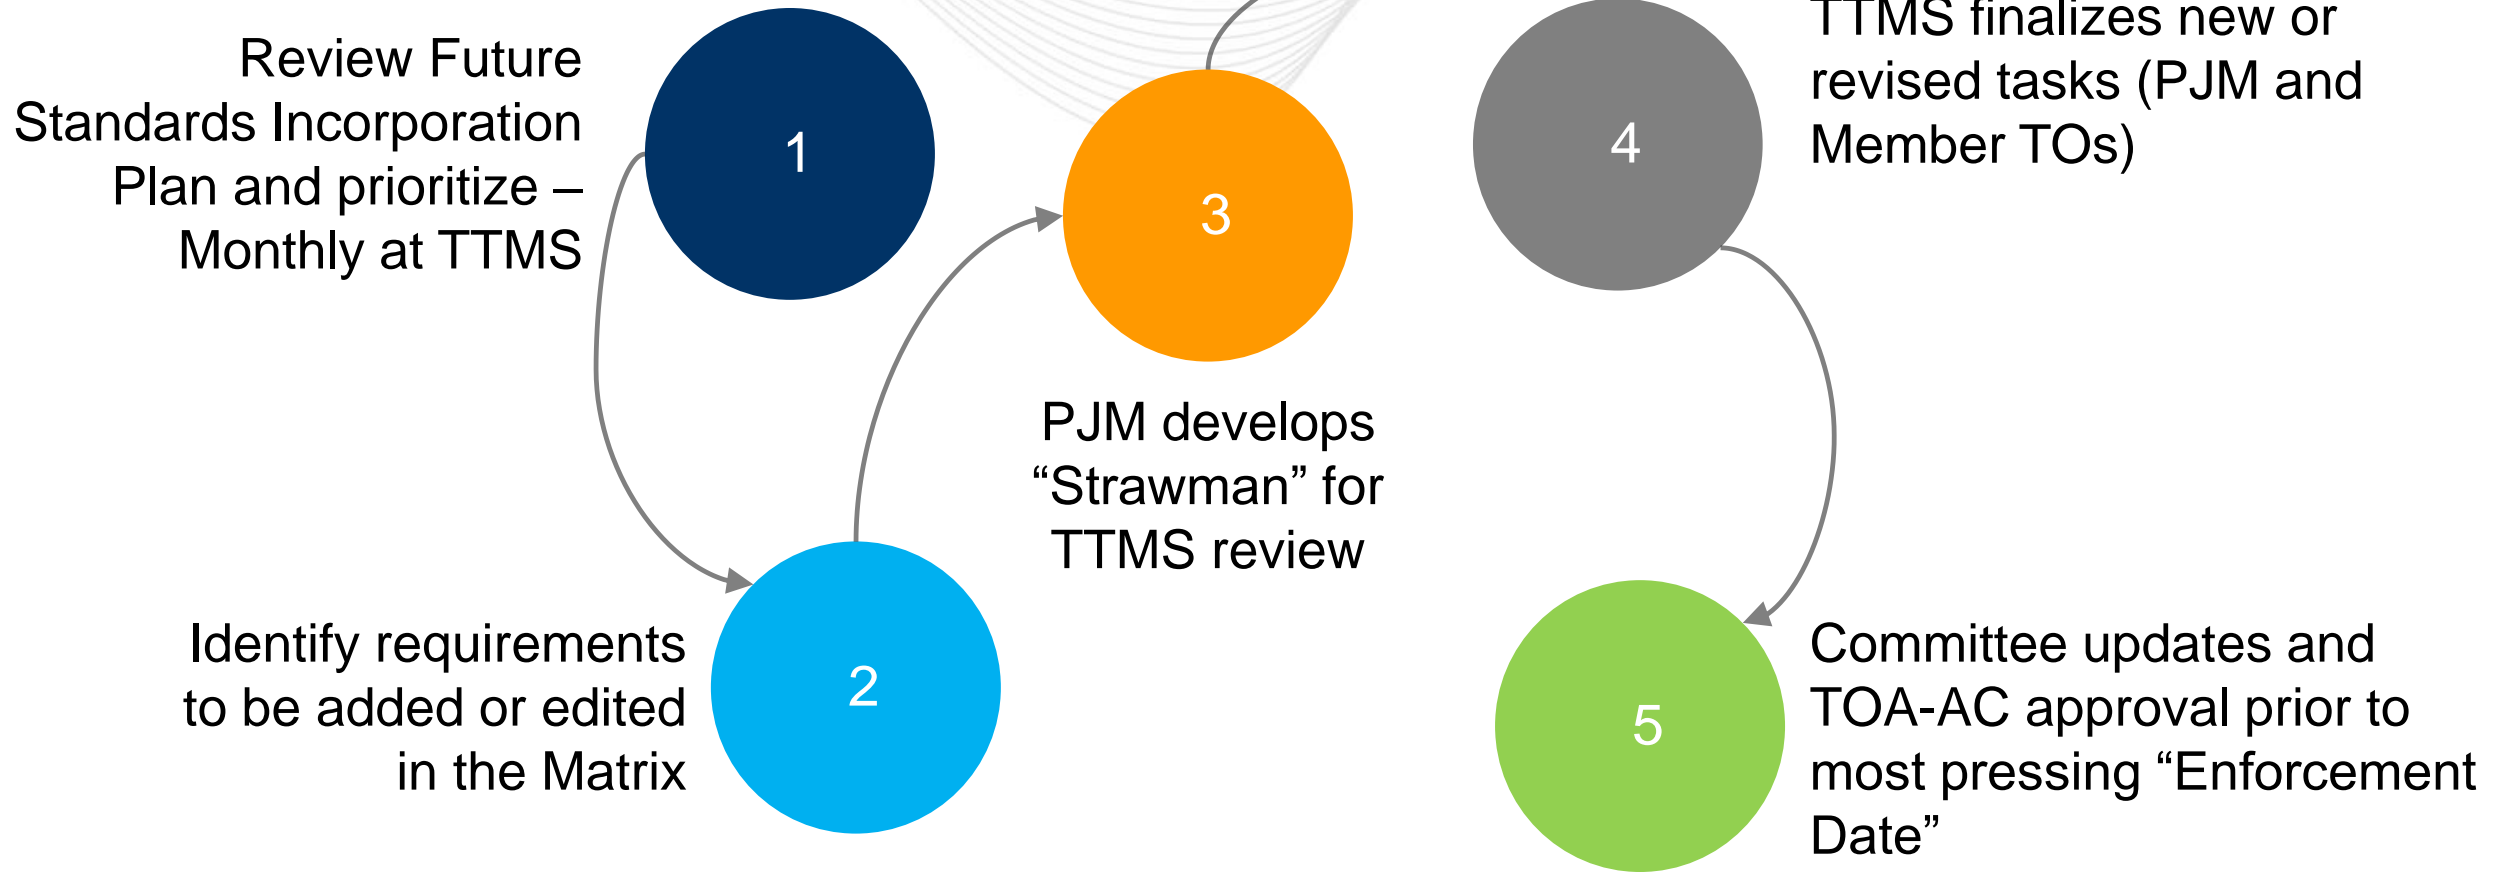 Review Future
Standards Incorporation
Plan and prioritize –
Monthly at TTMS
1
Identify requirements
to be added or edited
in the Matrix
2
3
PJM develops
“Strawman” for
TTMS review
4
TTMS finalizes new or
revised tasks (PJM and
Member TOs)
5
Committee updates and
TOA-AC approval prior to
most pressing “Enforcement
Date”